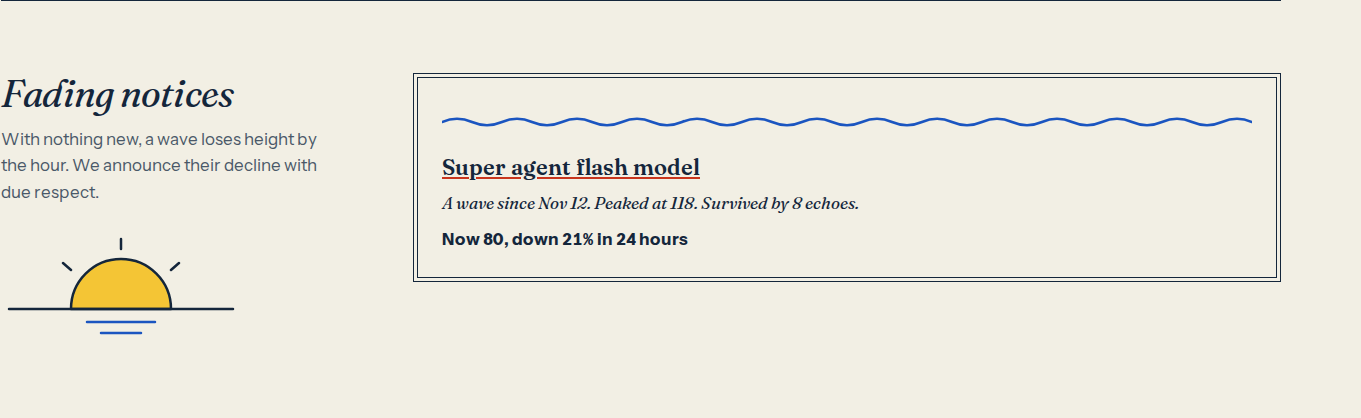 Fading notices
With nothing new, a wave loses height by
the hour. We announce their decline with
due respect.
Super agent flash model
A wave since Nov 12. Peaked at 118. Survived by 8 echoes.
Now 80, down 21% in 24 hours